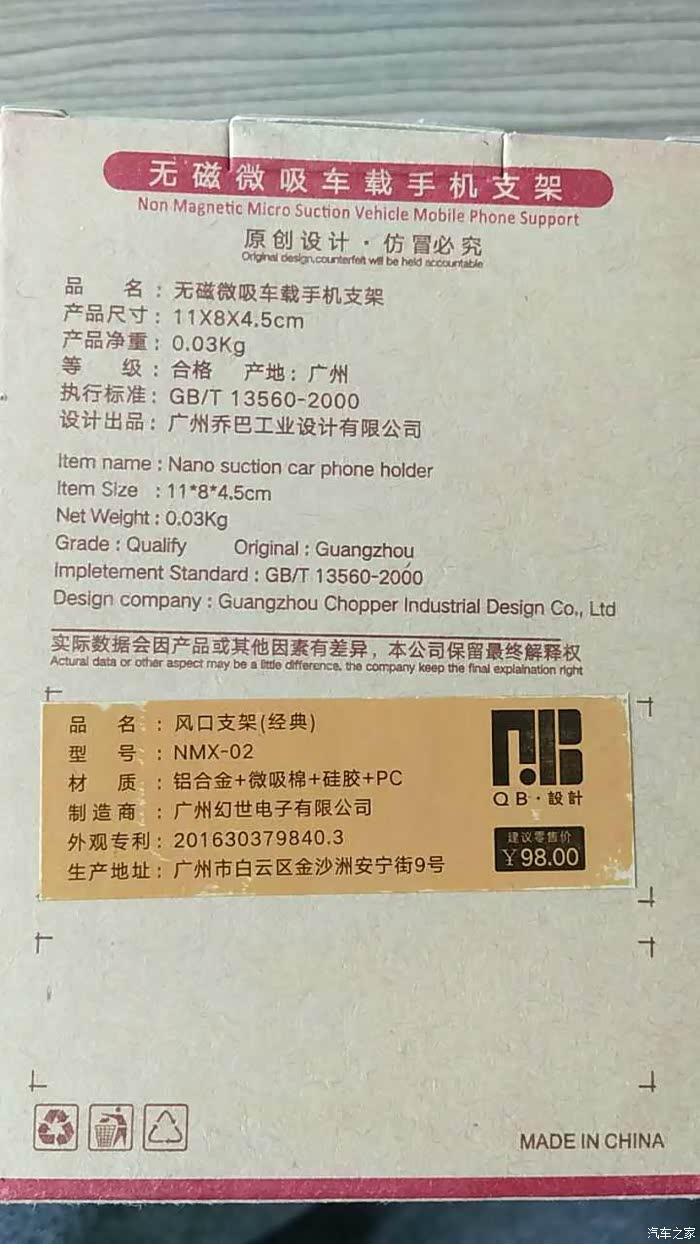 无磁微吸车载手机支架
Non Magnetic Micro Suction Vehicle Mobile Phone Support
原创设计·仿冒必究
Original design,counterfeit will be held accountable
品 名：无磁微吸车载手机支架
产品尺寸：11X8X4.5cm
产品净重：0.03Kg
等 级：合格 产地：广州
执行标准：GB/T 13560-2000
设计出品：广州乔巴工业设计有限公司
Item name : Nano suction car phone holder
Item Size : 11*8*4.5cm
Net Weight : 0.03Kg
Grade : Qualify Original : Guangzhou
Impletement Standard : GB/T 13560-2000
Design company : Guangzhou Chopper Industrial Design Co., Ltd
实际数据会因产品或其他因素有差异，本公司保留最终解释权
Actural data or other aspect may be a little difference, the company keep the final explaination right
品 名：风口支架(经典)
型 号：NMX-02
材 质：铝合金+微吸棉+硅胶+PC
制造商：广州幻世电子有限公司
外观专利：201630379840.3
生产地址：广州市白云区金沙洲安宁街9号
QB·設計
建议零售价
￥98.00
MADE IN CHINA
汽车之家